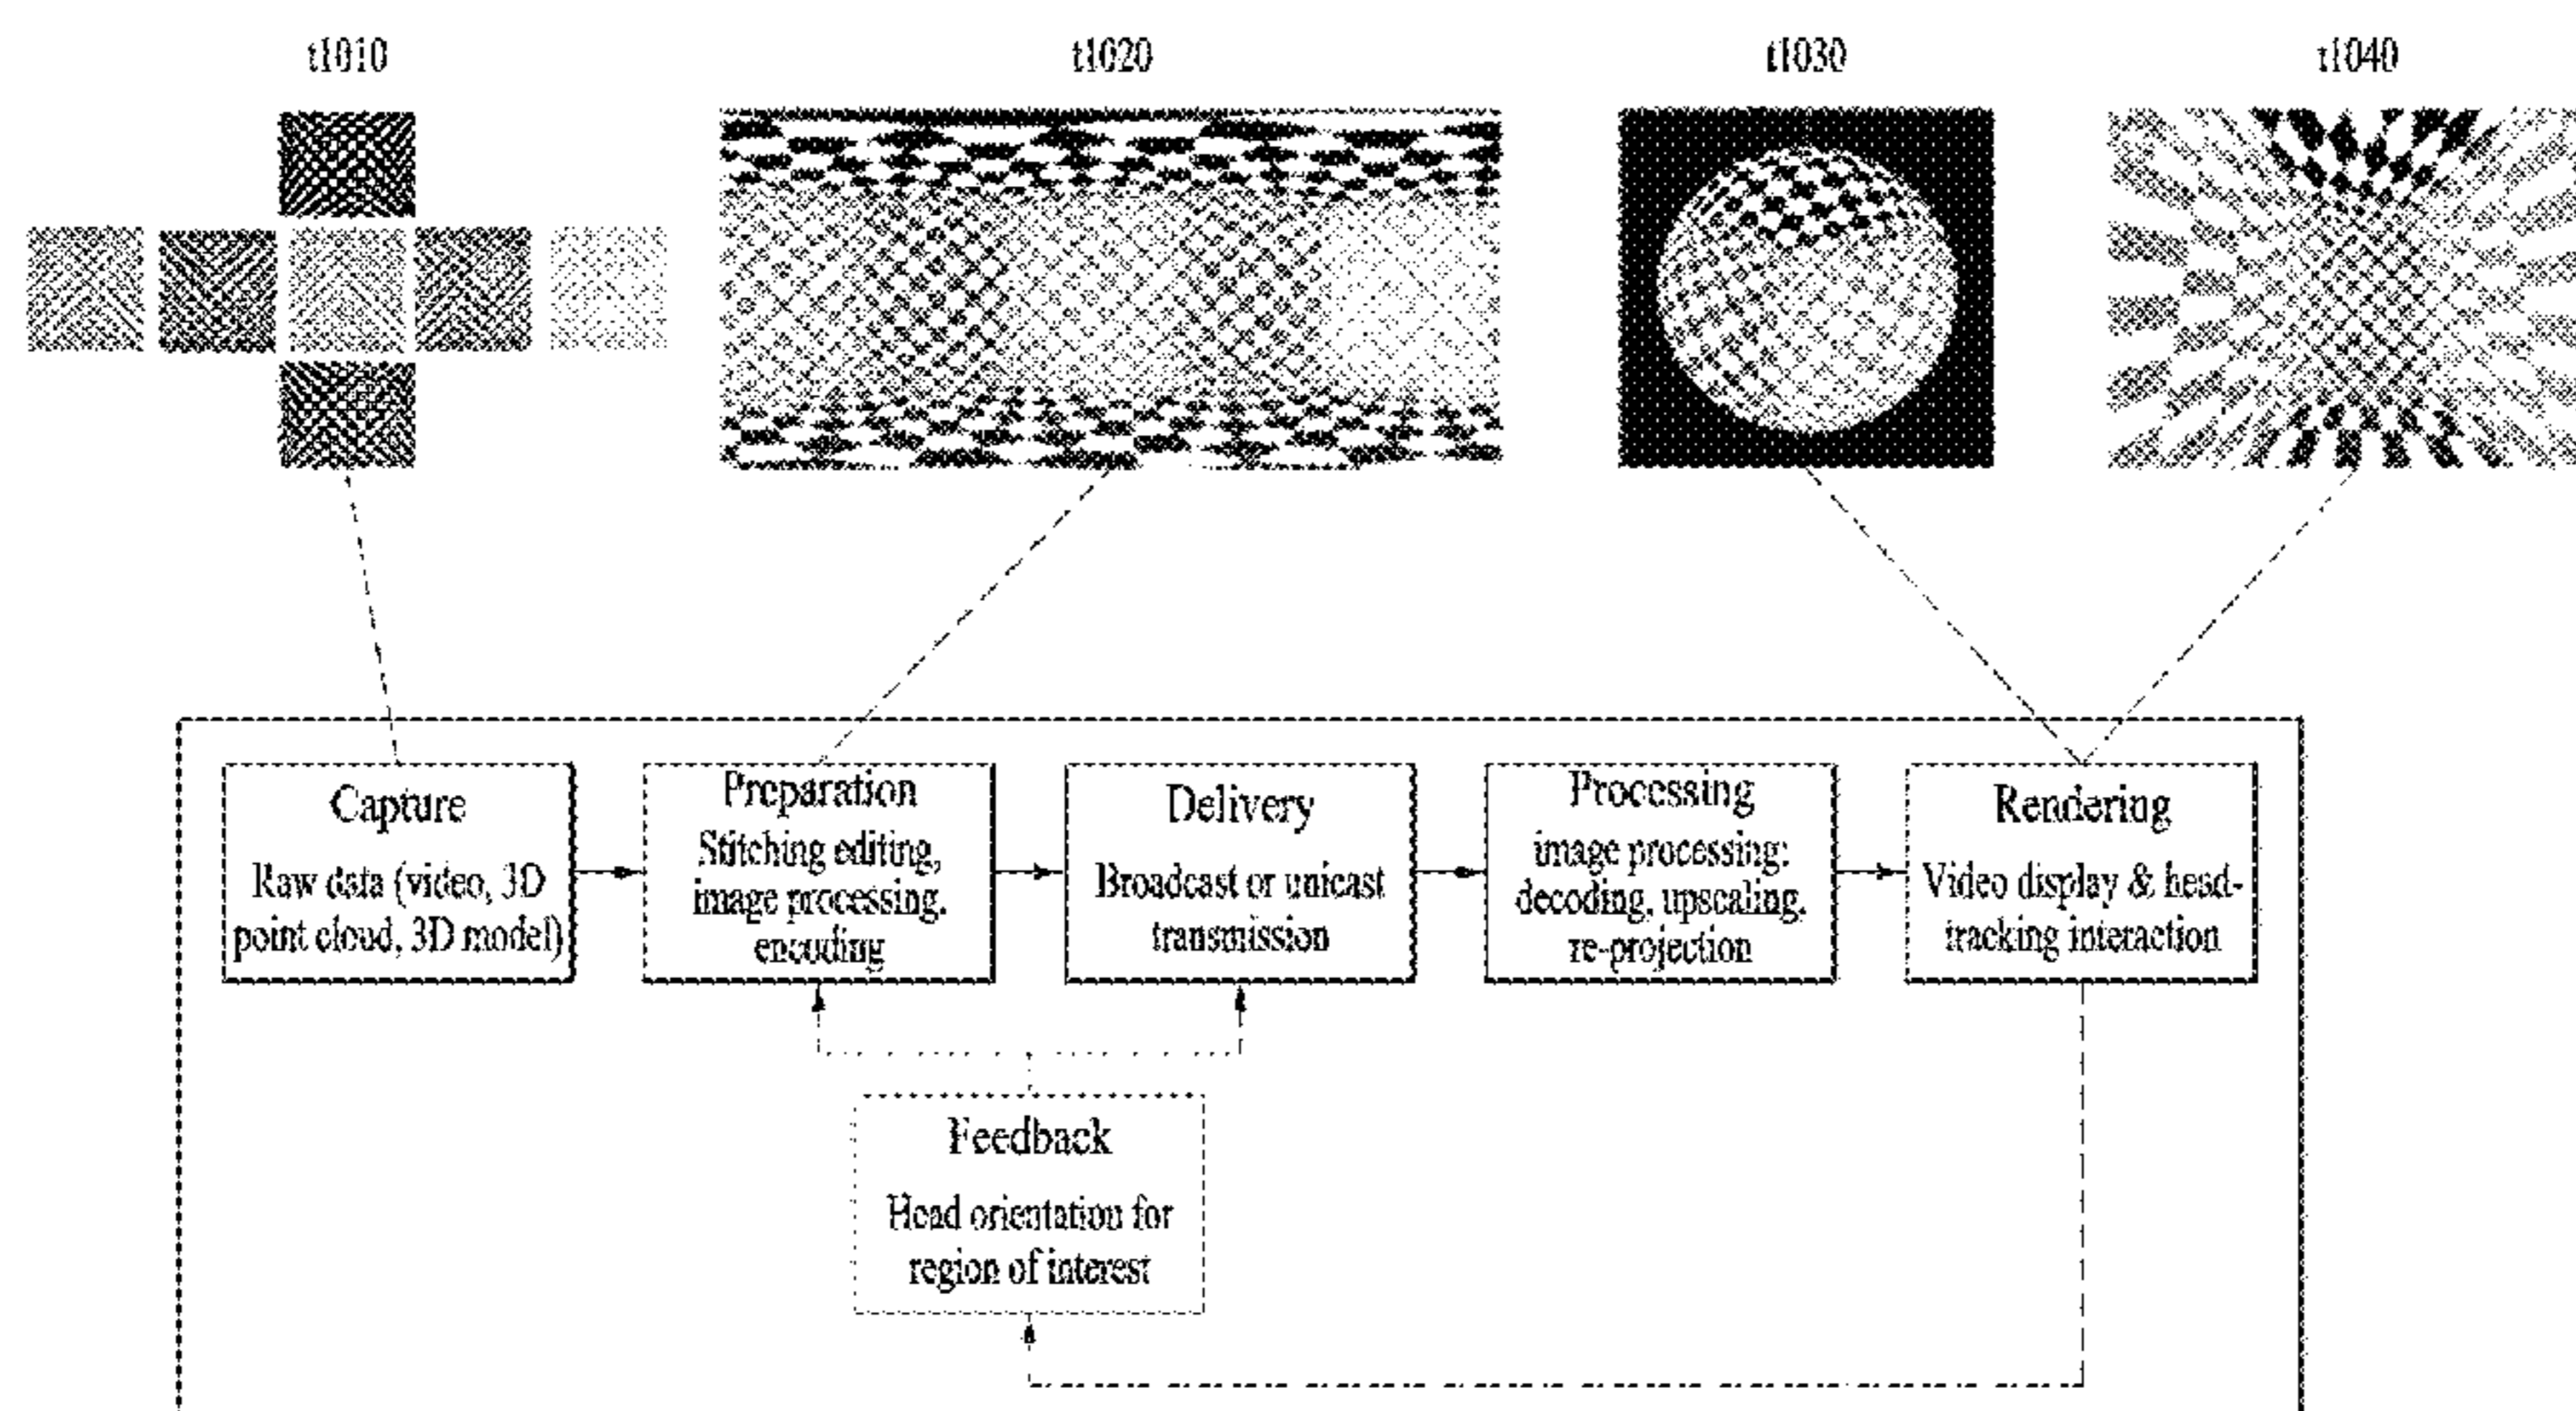 t1010
t1020
t1030
t1040
Capture
Raw data (video, 3D
point cloud, 3D model)
Preparation
Stitching editing,
image processing,
encoding
Delivery
Broadcast or unicast
transmission
Processing
image processing:
decoding, upscaling,
re-projection
Rendering
Video display & head-
tracking interaction
Feedback
Head orientation for
region of interest